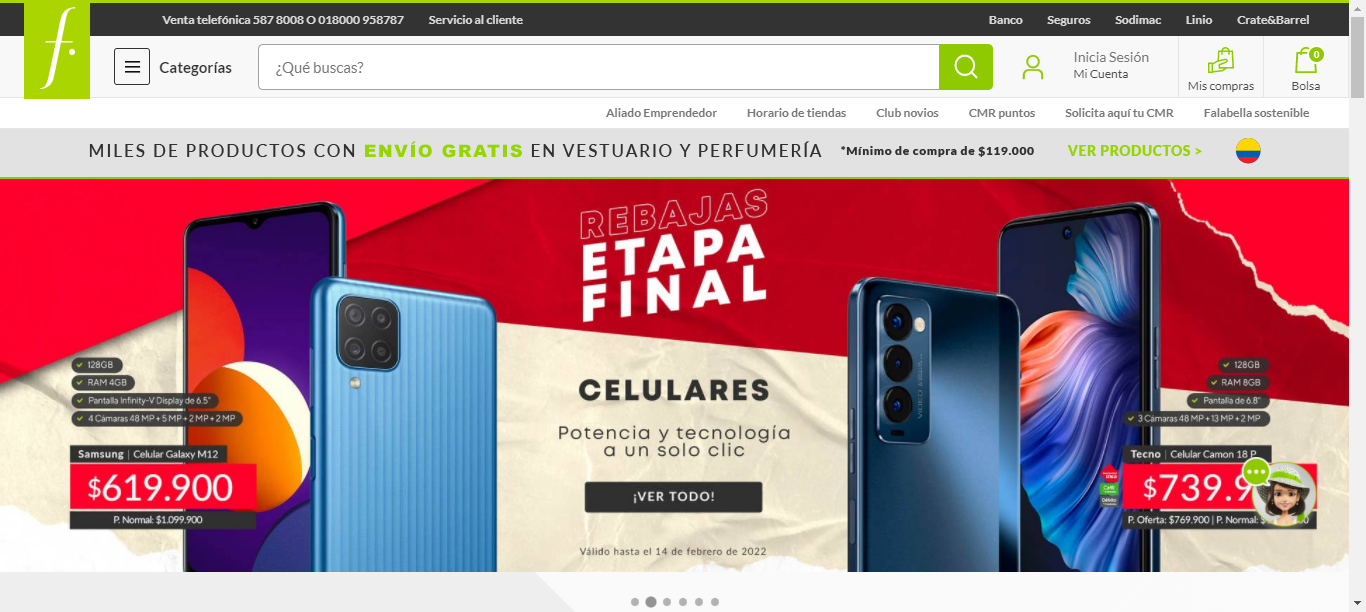 Venta telefónica 587 8008 O 018000 958787 Servicio al cliente Banco Seguros Sodimac Linio Crate&Barrel
f.
Categorías
¿Qué buscas?
Inicia Sesión
Mi Cuenta
Mis compras
0
Bolsa
Aliado Emprendedor Horario de tiendas Club novios CMR puntos Solicita aquí tu CMR Falabella sostenible
MILES DE PRODUCTOS CON ENVÍO GRATIS EN VESTUARIO Y PERFUMERÍA *Mínimo de compra de $119.000 VER PRODUCTOS >
REBAJAS
ETAPA
FINAL
CELULARES
Potencia y tecnología
a un solo clic
¡VER TODO!
Válido hasta el 14 de febrero de 2022
128GB
RAM 4GB
Pantalla Infinity-V Display de 6.5"
4 Cámaras 48 MP + 5 MP + 2 MP + 2 MP
Samsung | Celular Galaxy M12
$619.900
P. Normal: $1.099.900
128GB
RAM 8GB
Pantalla de 6.8"
3 Cámaras 48 MP + 13 MP + 2 MP
Tecno | Celular Camon 18 P
$739.9
P. Oferta: $769.900 | P. Normal: $